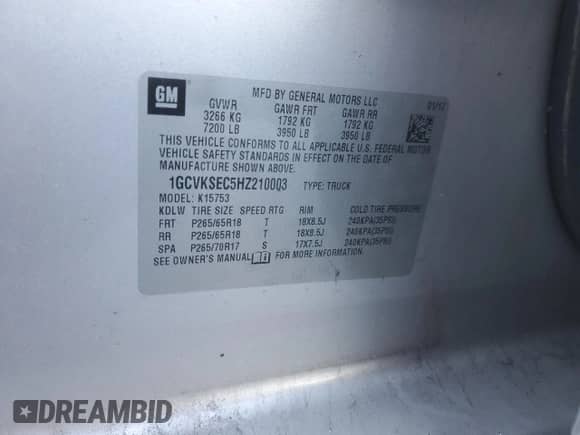 GM
MFD BY GENERAL MOTORS LLC
01/17
GVWR GAWR FRT GAWR RR
3266 KG 1792 KG 1792 KG
7200 LB 3950 LB 3950 LB
THIS VEHICLE CONFORMS TO ALL APPLICABLE U.S. FEDERAL MOTOR
VEHICLE SAFETY STANDARDS IN EFFECT ON THE DATE OF
MANUFACTURE SHOWN ABOVE.
1GCVKSEC5HZ210003 TYPE: TRUCK
MODEL: K15753
KDLW TIRE SIZE SPEED RTG RIM COLD TIRE PRESSURE
FRT P265/65R18 T 18X8.5J 240KPA(35PSI)
RR P265/65R18 T 18X8.5J 240KPA(35PSI)
SPA P265/70R17 S 17X7.5J 240KPA(35PSI)
SEE OWNER'S MANUAL FOR MORE INFORMATION.
DREAMBID